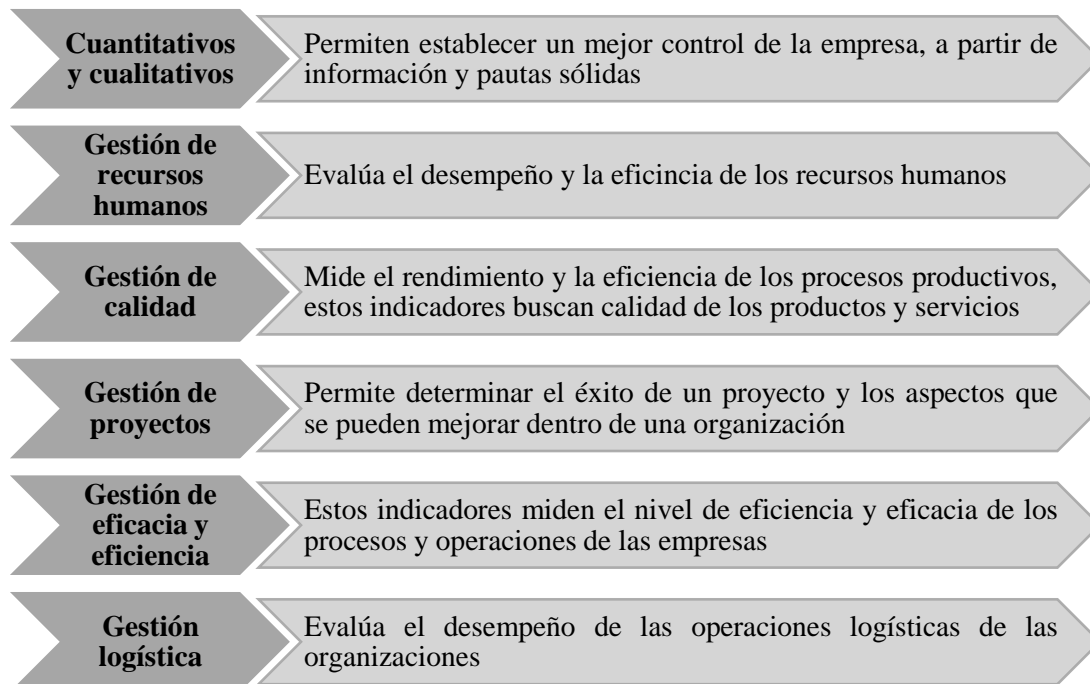 Cuantitativos
y cualitativos
Permiten establecer un mejor control de la empresa, a partir de
información y pautas sólidas
Gestión de
recursos
humanos
Evalúa el desempeño y la eficincia de los recursos humanos
Gestión de
calidad
Mide el rendimiento y la eficiencia de los procesos productivos,
estos indicadores buscan calidad de los productos y servicios
Gestión de
proyectos
Permite determinar el éxito de un proyecto y los aspectos que
se pueden mejorar dentro de una organización
Gestión de
eficacia y
eficiencia
Estos indicadores miden el nivel de eficiencia y eficacia de los
procesos y operaciones de las empresas
Gestión
logística
Evalúa el desempeño de las operaciones logísticas de las
organizaciones